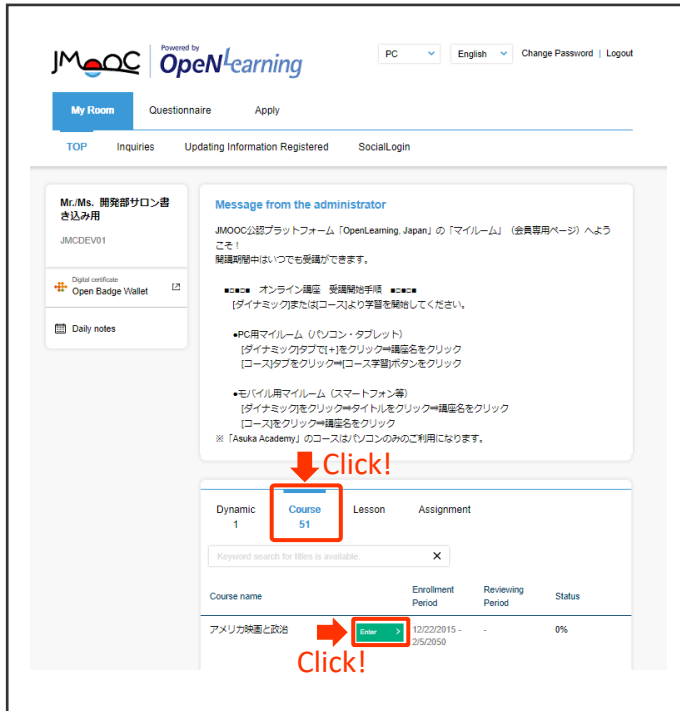 JMOOC
Powered by
OpeNLearning
PC
English
Change Password | Logout
My Room
Questionnaire
Apply
TOP
Inquiries
Updating Information Registered
SocialLogin
Mr./Ms. 開発部サロン書
き込み用
JMCDEV01
Digital certificate
Open Badge Wallet
Daily notes
Message from the administrator
JMOOC公認プラットフォーム「OpenLearning, Japan」の「マイルーム」（会員専用ページ）へよう
こそ！
開講期間中はいつでも受講ができます。
■□■□■ オンライン講座 受講開始手順 ■□■□■
[ダイナミック]または[コース]より学習を開始してください。
●PC用マイルーム（パソコン・タブレット）
[ダイナミック]タブで[+]をクリック⇒講座名をクリック
[コース]タブをクリック⇒[コース学習]ボタンをクリック
●モバイル用マイルーム（スマートフォン等）
[ダイナミック]をクリック⇒タイトルをクリック⇒講座名をクリック
[コース]をクリック⇒講座名をクリック
※「Asuka Academy」のコースはパソコンのみのご利用になります。
Click!
Dynamic
1
Course
51
Lesson
Assignment
Keyword search for titles is available.
Course name
Enrollment
Period
Reviewing
Period
Status
アメリカ映画と政治
Enter
12/22/2015 -
2/5/2050
-
0%
Click!